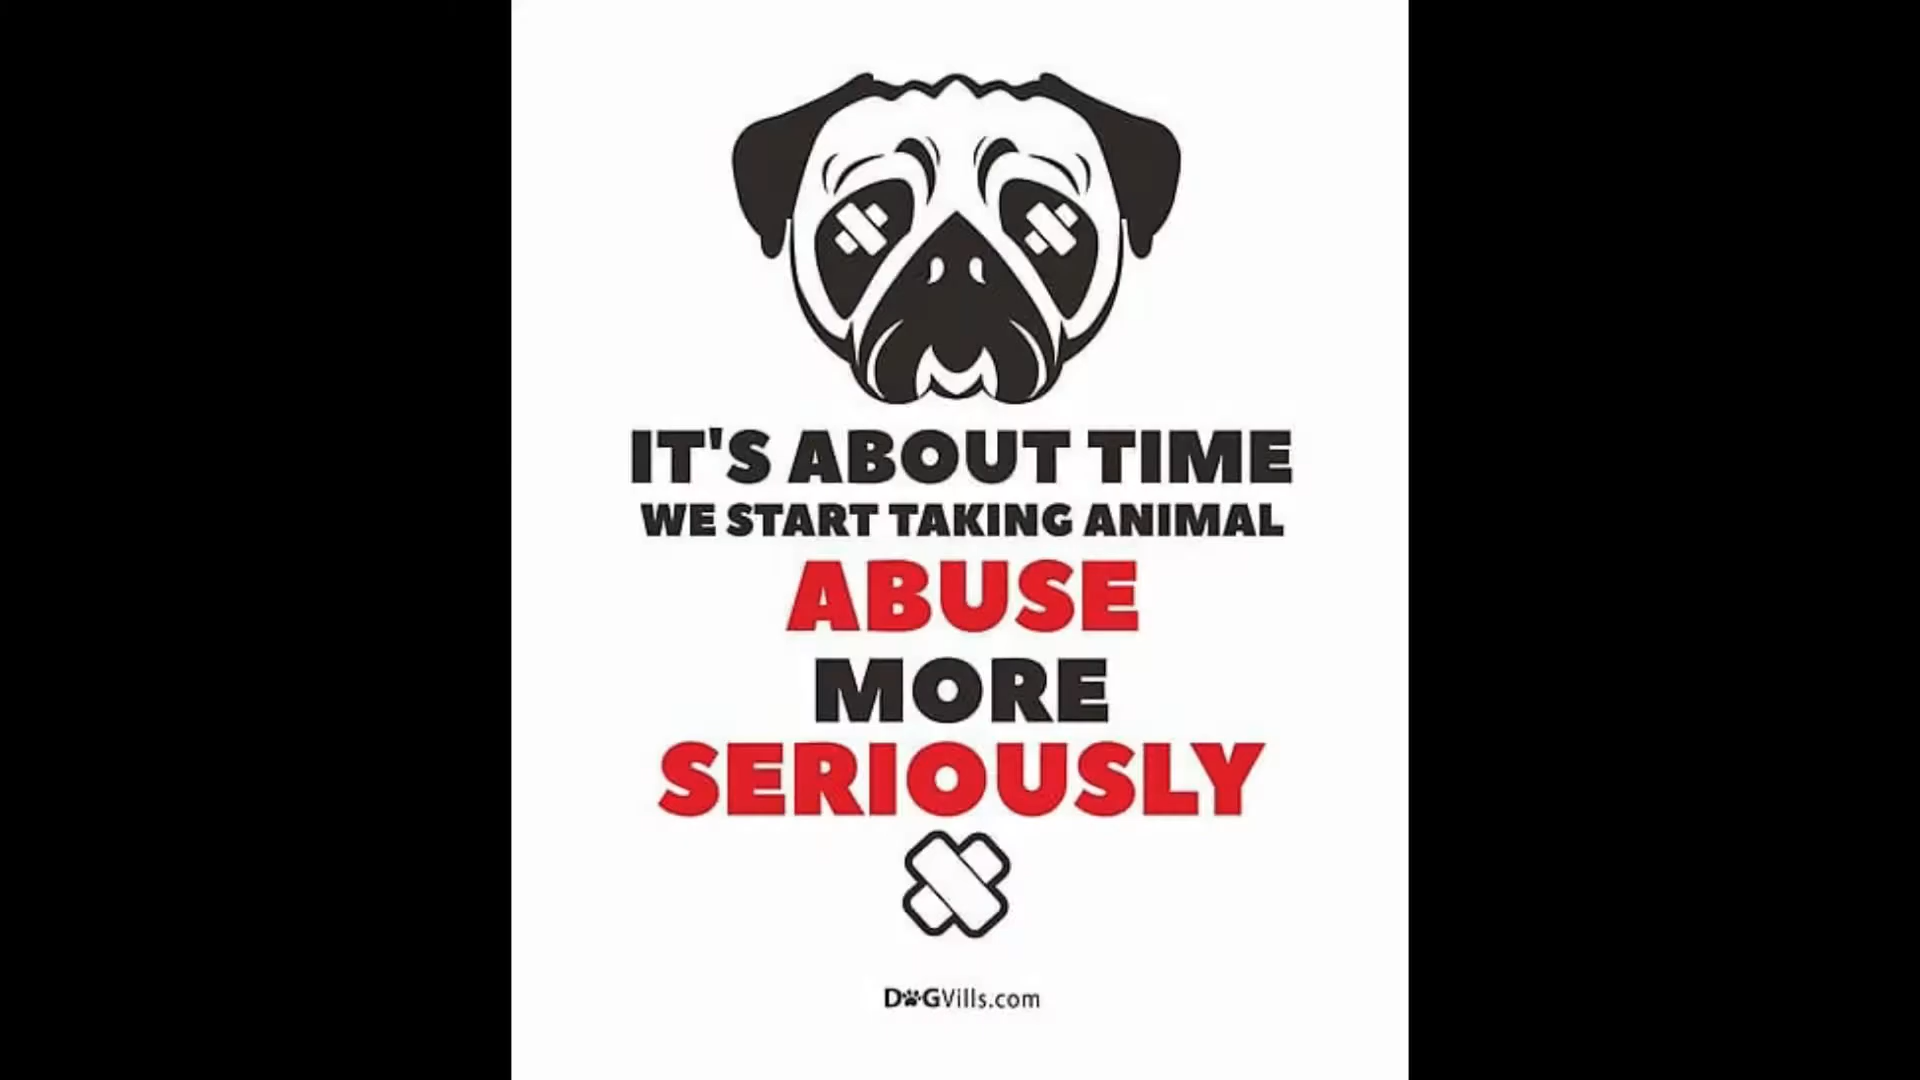 IT'S ABOUT TIME
WE START TAKING ANIMAL
ABUSE
MORE
SERIOUSLY
DOGVills.com